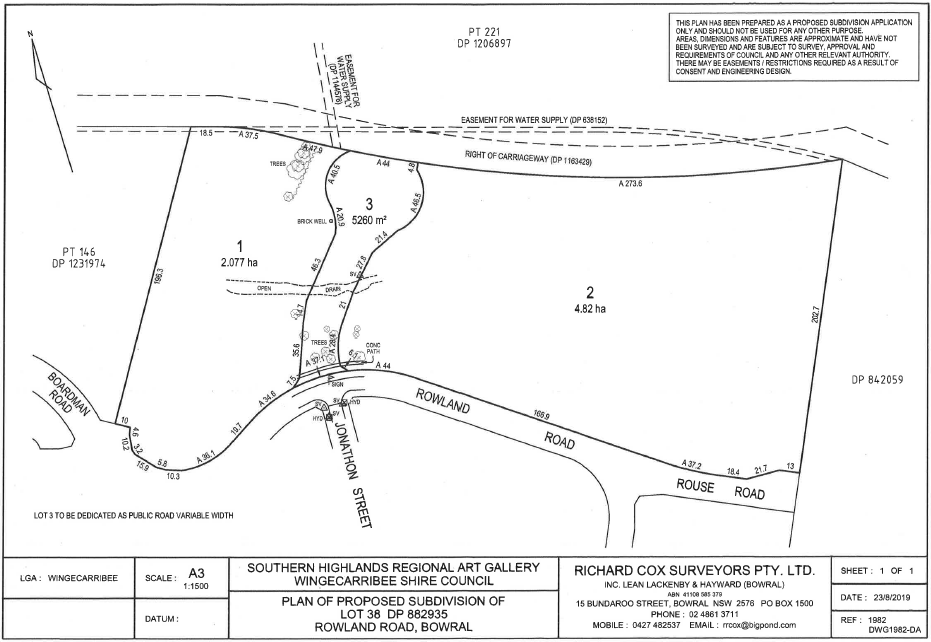 N
PT 221
DP 1206897
THIS PLAN HAS BEEN PREPARED AS A PROPOSED SUBDIVISION APPLICATION
ONLY AND SHOULD NOT BE USED FOR ANY OTHER PURPOSE.
AREAS, DIMENSIONS AND FEATURES ARE APPROXIMATE AND HAVE NOT
BEEN SURVEYED AND ARE SUBJECT TO SURVEY, APPROVAL AND
REQUIREMENTS OF COUNCIL AND ANY OTHER RELEVANT AUTHORITY.
THERE MAY BE EASEMENTS / RESTRICTIONS REQUIRED AS A RESULT OF
CONSENT AND ENGINEERING DESIGN.
EASEMENT FOR
WATER SUPPLY
(DP 1144576)
EASEMENT FOR WATER SUPPLY (DP 638152)
18.5
A 37.5
A 47.9
A 44
RIGHT OF CARRIAGEWAY (DP 1163429)
TREES
A 40.5
4.8
A 273.6
3
5260 m²
A 46.5
A 20.9
BRICK WELL
21.4
1
2.077 ha
PT 146
DP 1231974
196.3
46.3
27.8
SV
OPEN
DRAIN
2
4.82 ha
14.7
21
202.7
TREES
A 28.4
35.6
CONC
PATH
A 37.1
7.5
SIGN
A 44
DP 842059
BOARDMAN
ROAD
A 34.6
ROWLAND
ROAD
166.9
SV
HYD
SV
SV
HYD
JONATHON STREET
10
4.6
10.2
3.2
15.9
5.8
10.3
A 36.1
19.7
A 37.2
18.4
21.7
13
ROUSE ROAD
LOT 3 TO BE DEDICATED AS PUBLIC ROAD VARIABLE WIDTH
LGA : WINGECARRIBEE
SCALE : A3
1:1500
DATUM :
SOUTHERN HIGHLANDS REGIONAL ART GALLERY
WINGECARRIBEE SHIRE COUNCIL
PLAN OF PROPOSED SUBDIVISION OF
LOT 38 DP 882935
ROWLAND ROAD, BOWRAL
RICHARD COX SURVEYORS PTY. LTD.
INC. LEAN LACKENBY & HAYWARD (BOWRAL)
ABN 41108 585 379
15 BUNDAROO STREET, BOWRAL NSW 2576 PO BOX 1500
PHONE : 02 4861 3711
MOBILE : 0427 482537 EMAIL : rrcox@bigpond.com
SHEET : 1 OF 1
DATE : 23/8/2019
REF : 1982
DWG1982-DA